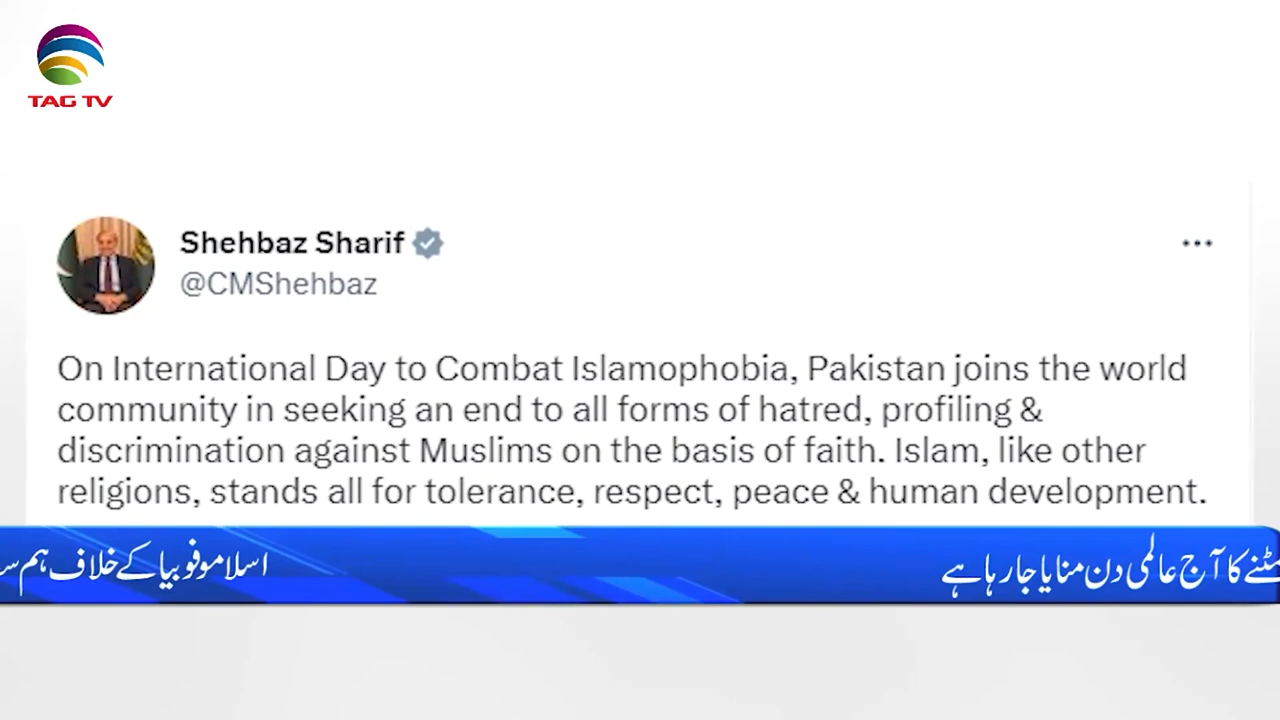 TAG TV
Shehbaz Sharif
@CMShehbaz
On International Day to Combat Islamophobia, Pakistan joins the world
community in seeking an end to all forms of hatred, profiling &
discrimination against Muslims on the basis of faith. Islam, like other
religions, stands all for tolerance, respect, peace & human development.
کا آج عالمی دن منایا جا رہا ہے
اسلاموفوبیا کے خلاف ہم